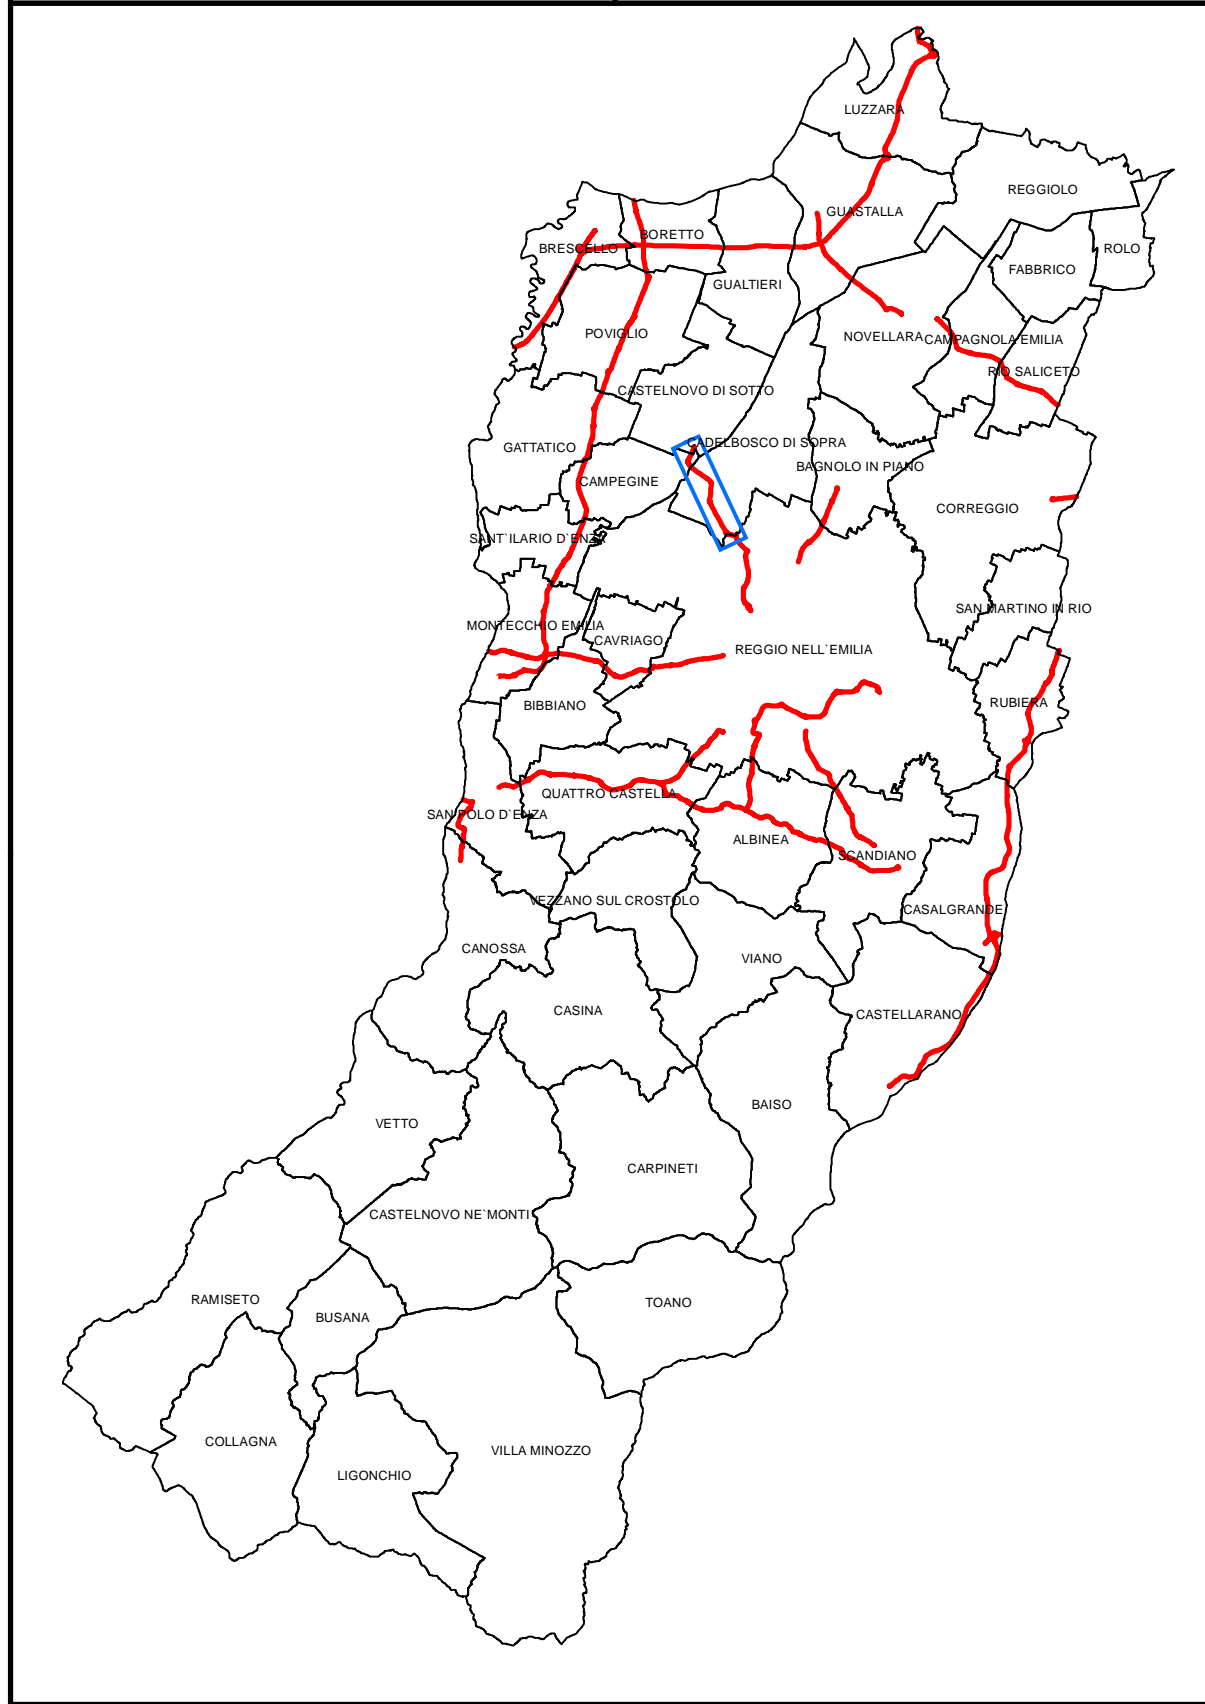 LUZZARA
REGGIOLO
GUASTALLA
BORETTO
BRESCELLO
ROLO
FABBRICO
GUALTIERI
POVIGLIO
NOVELLARA
CAMPAGNOLA EMILIA
RIO SALICETO
CASTELNOVO DI SOTTO
CADELBOSCO DI SOPRA
GATTATICO
BAGNOLO IN PIANO
CAMPEGINE
CORREGGIO
SANT`ILARIO D`ENZA
SAN MARTINO IN RIO
MONTECCHIO EMILIA
CAVRIAGO
REGGIO NELL`EMILIA
BIBBIANO
RUBIERA
QUATTRO CASTELLA
SAN POLO D`ENZA
ALBINEA
SCANDIANO
VEZZANO SUL CROSTOLO
CASALGRANDE
CANOSSA
VIANO
CASINA
CASTELLARANO
BAISO
VETTO
CARPINETI
CASTELNOVO NE`MONTI
RAMISETO
TOANO
BUSANA
COLLAGNA
VILLA MINOZZO
LIGONCHIO